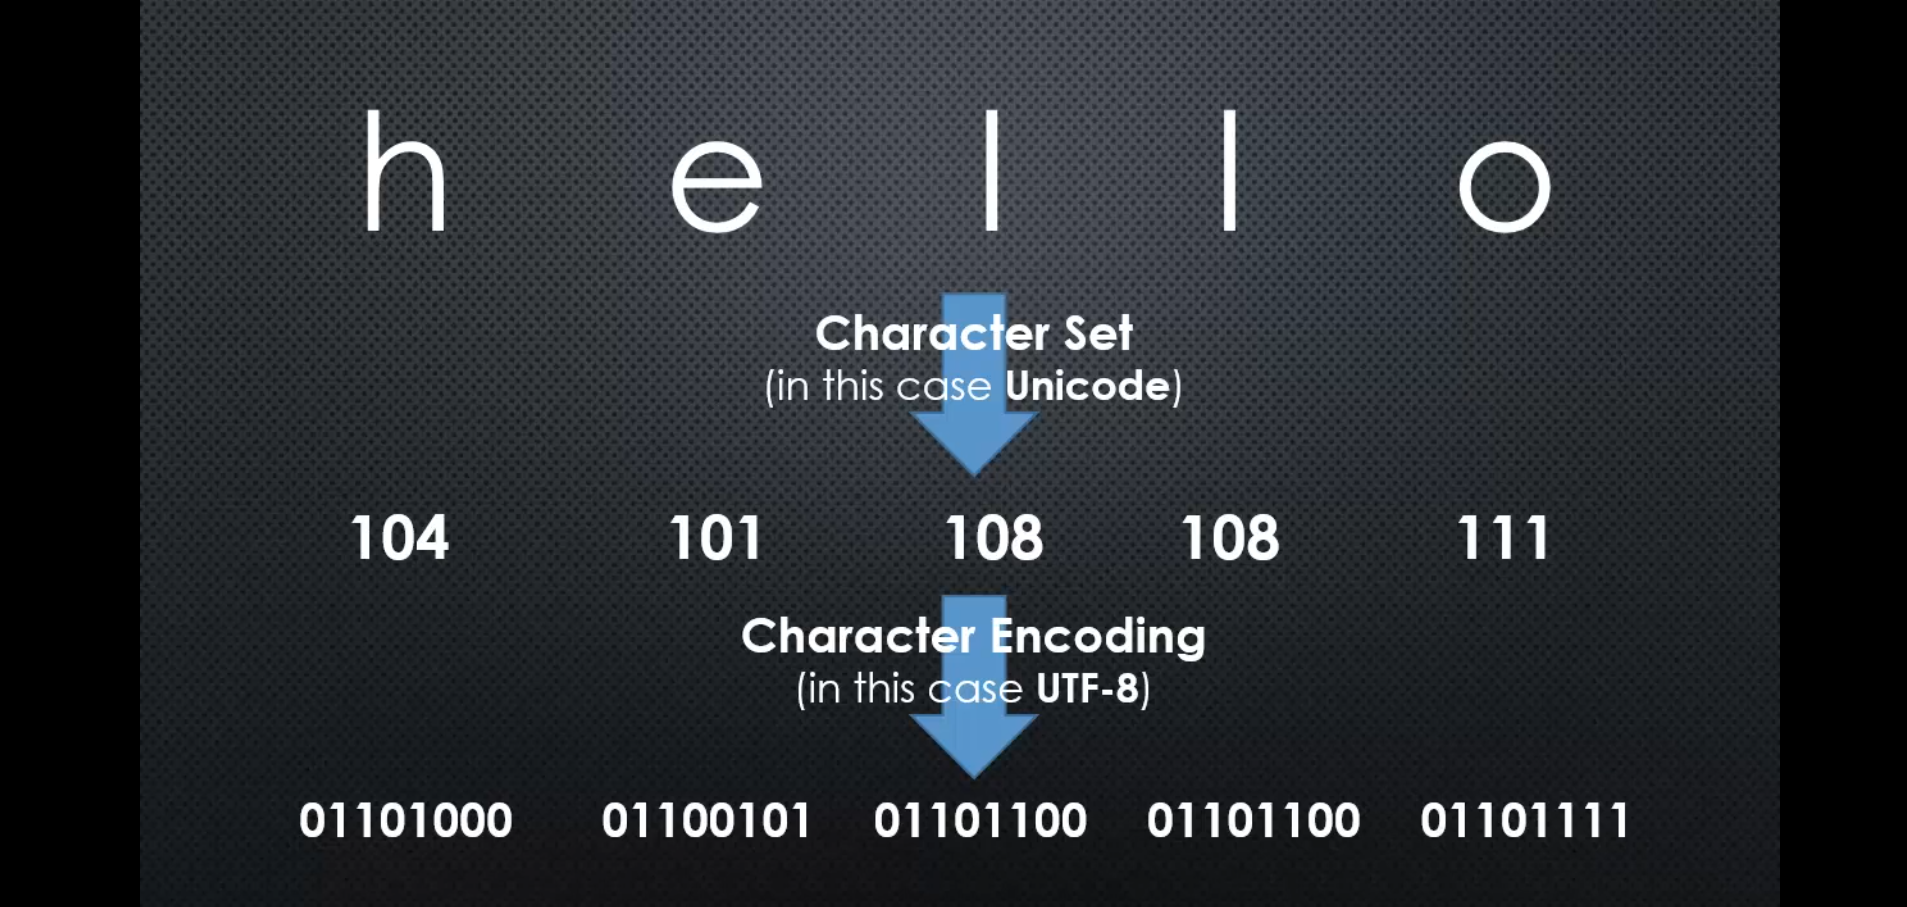 h e l l o
Character Set
(in this case Unicode)
104 101 108 108 111
Character Encoding
(in this case UTF-8)
01101000 01100101 01101100 01101100 01101111